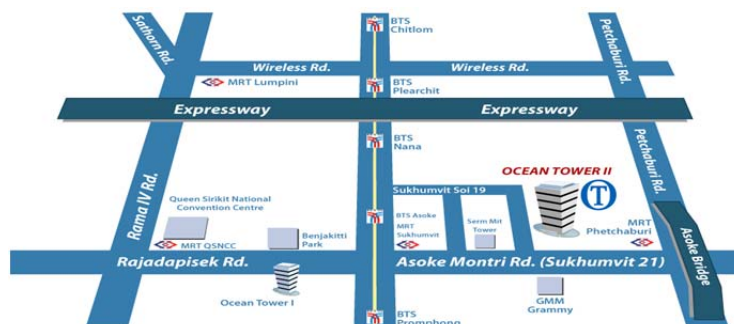 Sathorn Rd.
BTS
Chitlom
Petchaburi Rd.
Wireless Rd.
Wireless Rd.
MRT Lumpini
BTS
Plearchit
Expressway
Expressway
BTS
Nana
Petchaburi Rd.
OCEAN TOWER II
T
Rama IV Rd.
Queen Sirikit National
Convention Centre
Sukhumvit Soi 19
MRT QSNCC
Benjakitti
Park
BTS Asoke
MRT
Sukhumvit
Serm Mit
Tower
MRT
Phetchaburi
Asoke Bridge
Rajadapisek Rd.
Asoke Montri Rd. (Sukhumvit 21)
Ocean Tower I
GMM
Grammy
BTS
Promphong